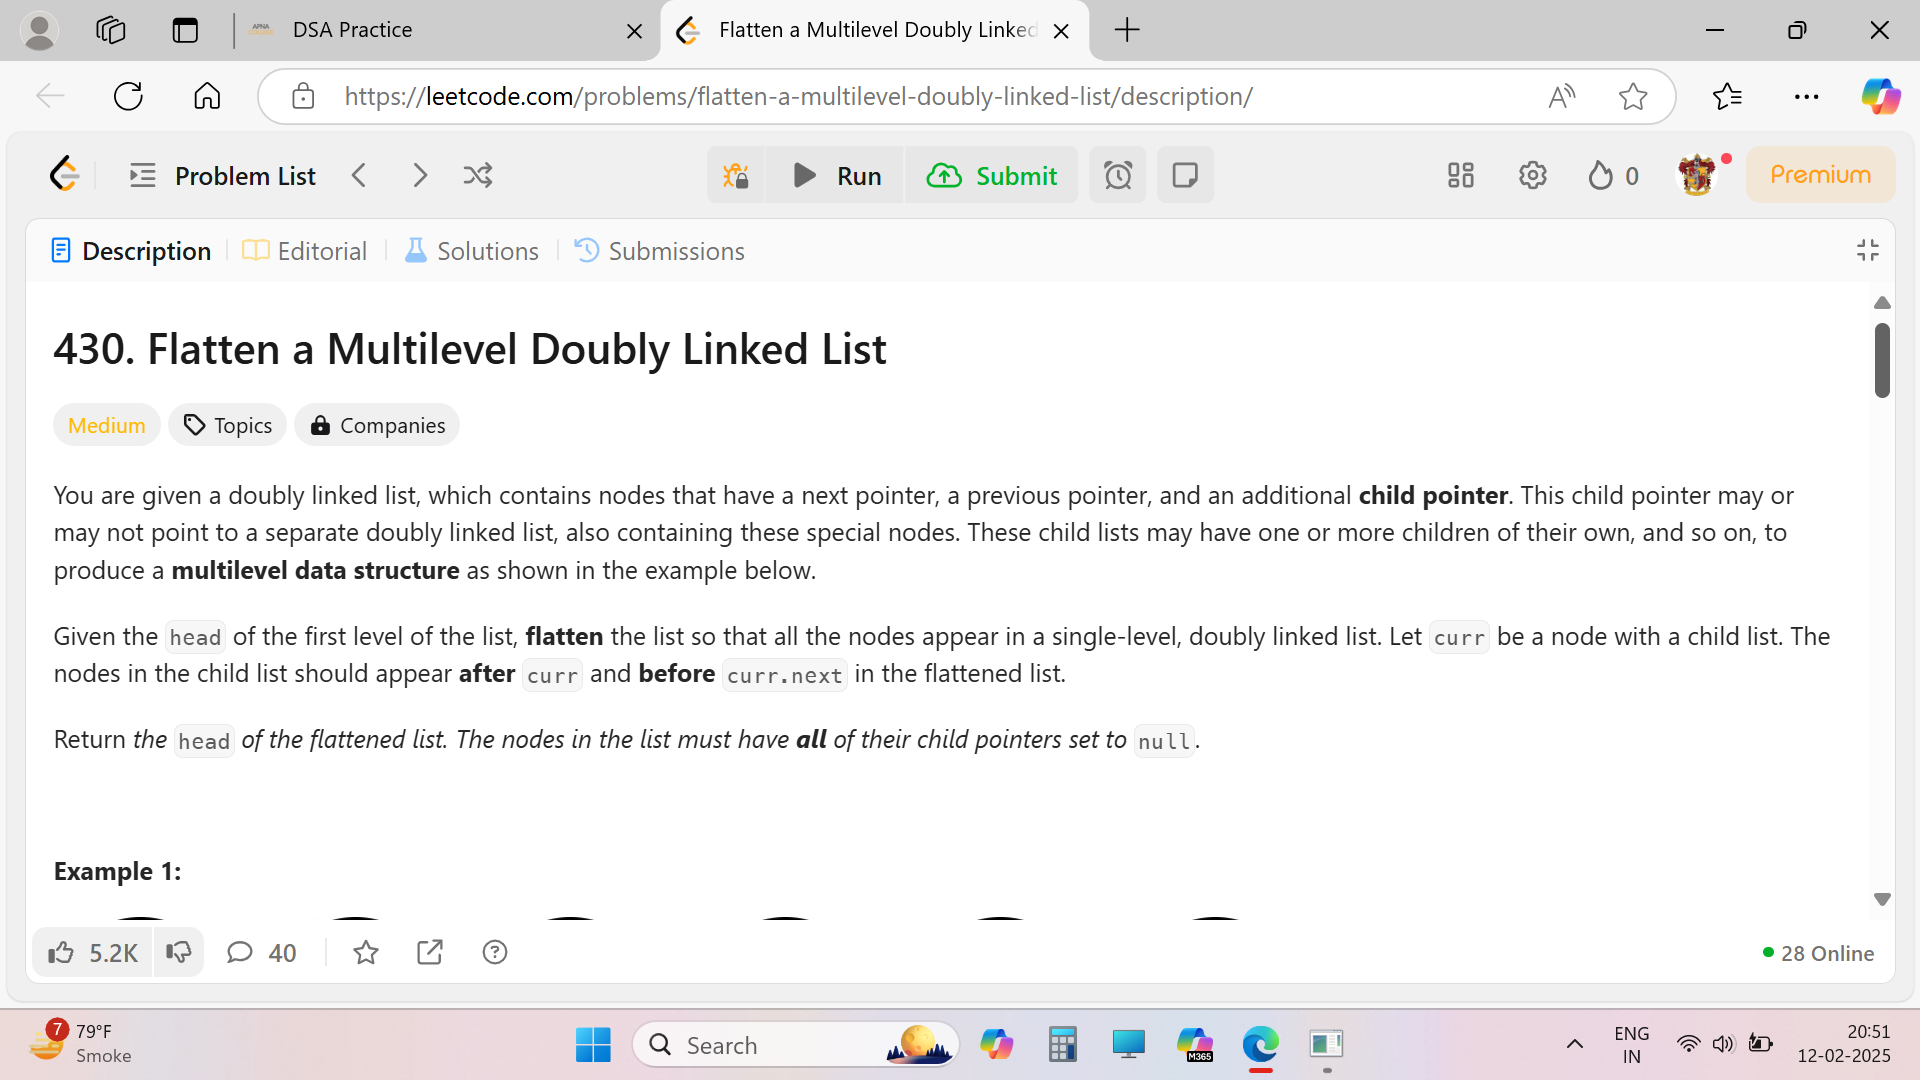 DSA Practice
Flatten a Multilevel Doubly Linked
https://leetcode.com/problems/flatten-a-multilevel-doubly-linked-list/description/
Problem List
Run
Submit
0
Premium
Description
Editorial
Solutions
Submissions
430. Flatten a Multilevel Doubly Linked List
Medium
Topics
Companies
You are given a doubly linked list, which contains nodes that have a next pointer, a previous pointer, and an additional child pointer. This child pointer may or
may not point to a separate doubly linked list, also containing these special nodes. These child lists may have one or more children of their own, and so on, to
produce a multilevel data structure as shown in the example below.
Given the head of the first level of the list, flatten the list so that all the nodes appear in a single-level, doubly linked list. Let curr be a node with a child list. The
nodes in the child list should appear after curr and before curr.next in the flattened list.
Return the head of the flattened list. The nodes in the list must have all of their child pointers set to null.
Example 1:
5.2K
40
28 Online
7
79°F
Smoke
Search
M365
ENG
IN
20:51
12-02-2025